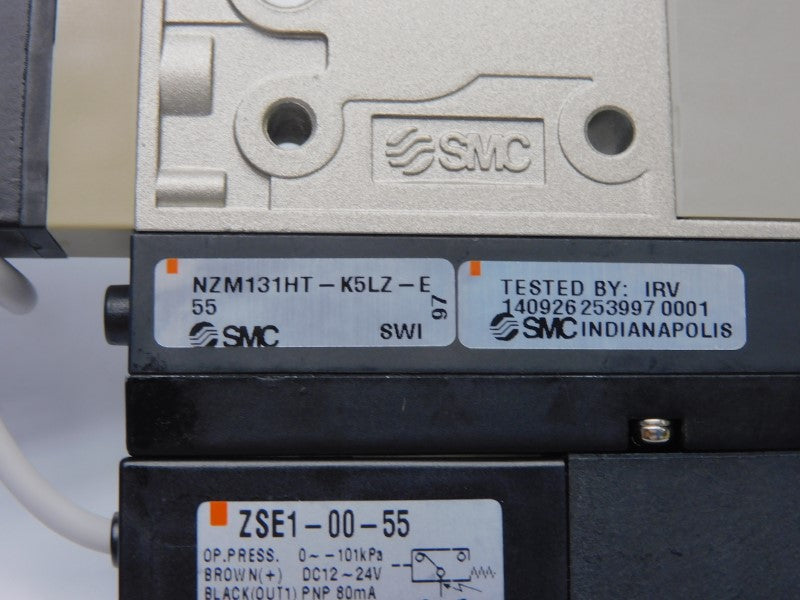 SMC
NZM131HT-K5LZ-E
55
97
SMC SWI
TESTED BY: IRV
140926 253997 0001
SMC INDIANAPOLIS
ZSE1-00-55
OP.PRESS. 0~-101kPa
BROWN(+) DC12~24V
BLACK(OUT1) PNP 80mA